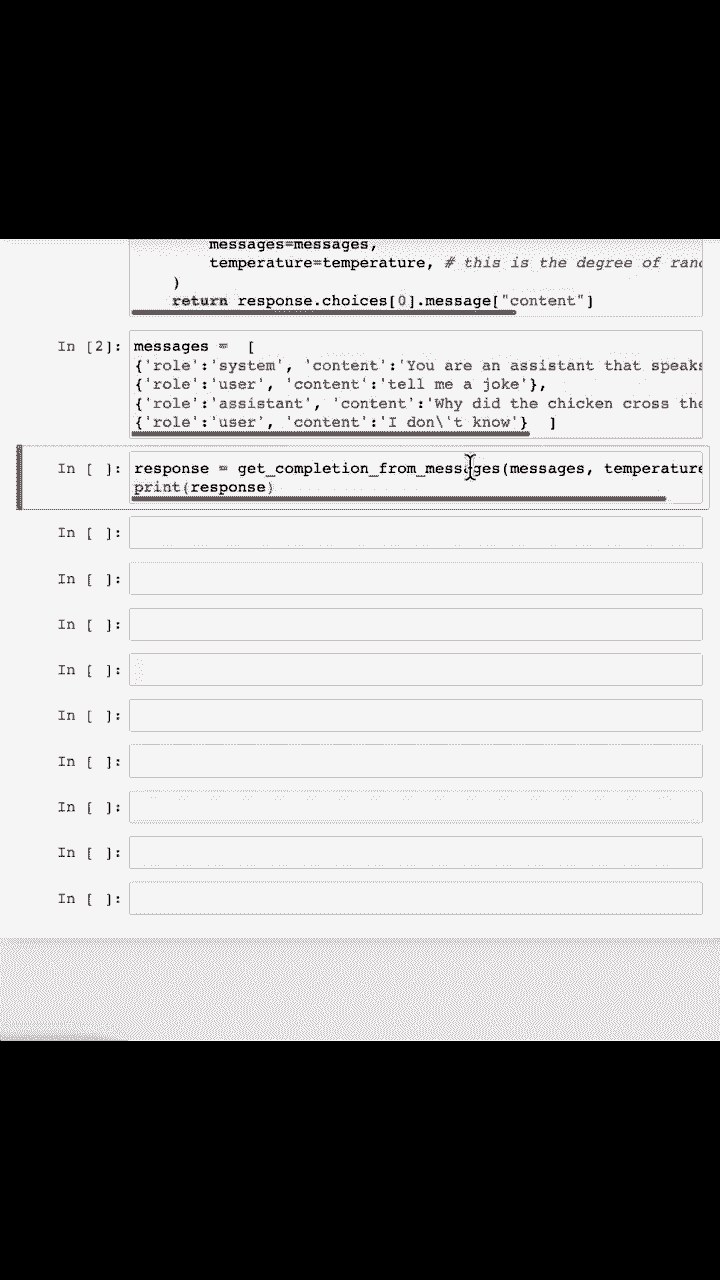 messages=messages,
temperature=temperature, # this is the degree of ran
)
return response.choices[0].message["content"]
In [2]: messages = [
{'role':'system', 'content':'You are an assistant that speaks
{'role':'user', 'content':'tell me a joke'},
{'role':'assistant', 'content':'Why did the chicken cross the
{'role':'user', 'content':'I don\'t know'} ]
In [ ]: response = get_completion_from_messages(messages, temperature
print(response)
In [ ]:
In [ ]:
In [ ]:
In [ ]:
In [ ]:
In [ ]:
In [ ]:
In [ ]:
In [ ]: